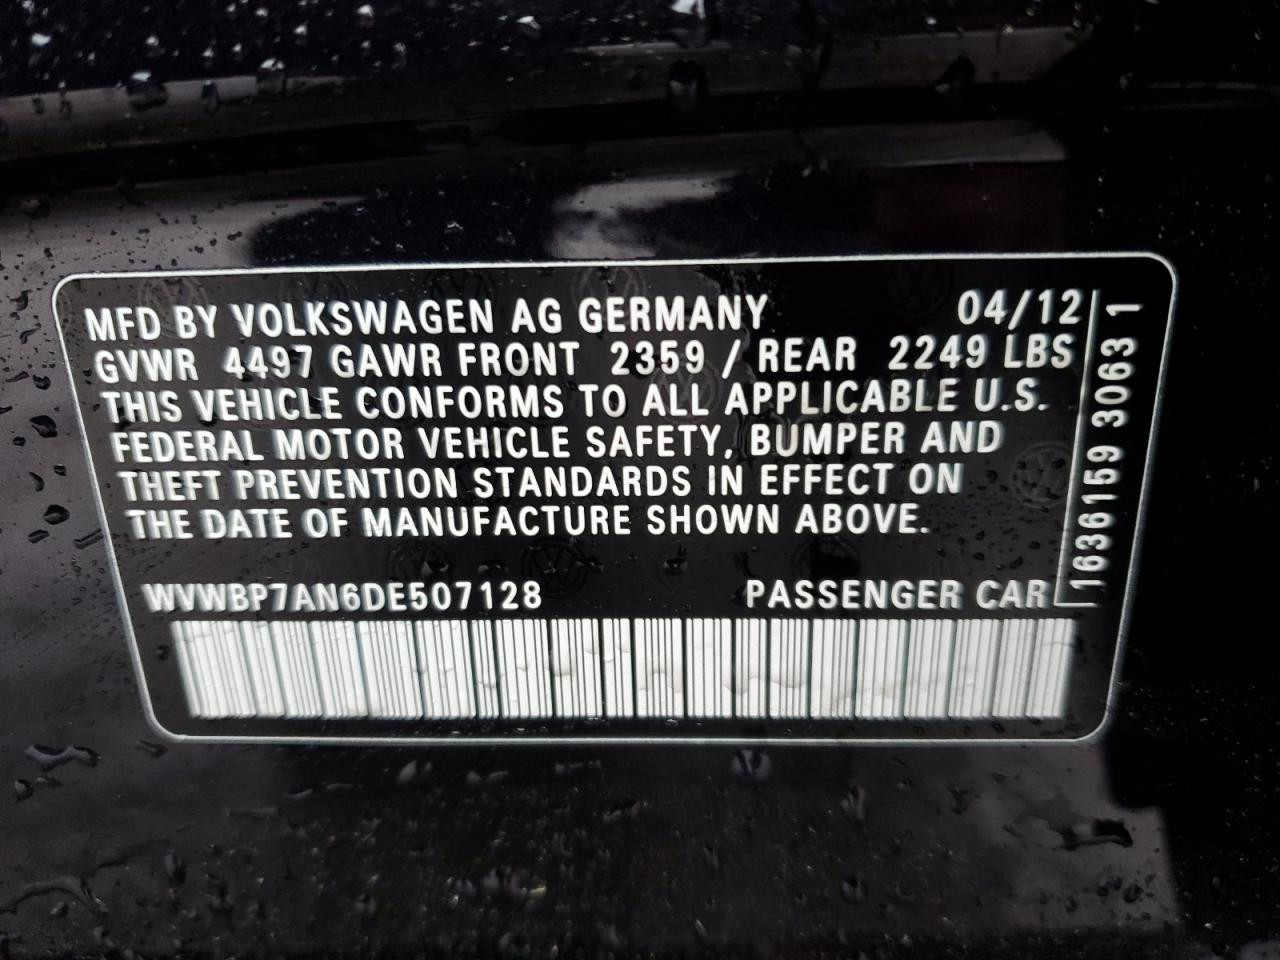 MFD BY VOLKSWAGEN AG GERMANY 04/12
GVWR 4497 GAWR FRONT 2359 / REAR 2249 LBS
THIS VEHICLE CONFORMS TO ALL APPLICABLE U.S.
FEDERAL MOTOR VEHICLE SAFETY, BUMPER AND
THEFT PREVENTION STANDARDS IN EFFECT ON
THE DATE OF MANUFACTURE SHOWN ABOVE.
WVWBP7AN6DE507128 PASSENGER CAR
1636159 3063 1